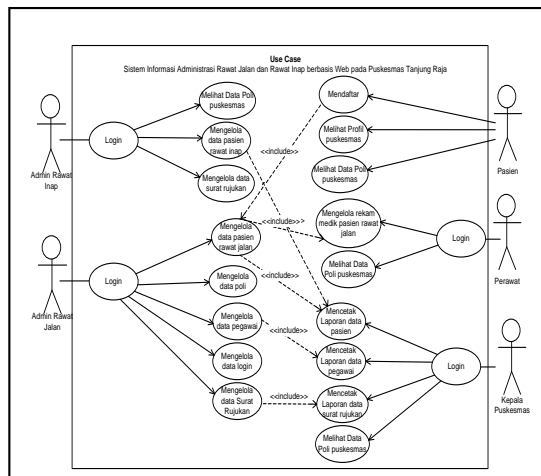 Use Case
Sistem Informasi Administrasi Rawat Jalan dan Rawat Inap berbasis Web pada Puskesmas Tanjung Raja
Admin Rawat
Inap
Login
Melihat Data Poli
puskesmas
Mengelola
data pasien
rawat inap
Mengelola data
surat rujukan
Admin Rawat
Jalan
Login
Mengelola
data pasien
rawat jalan
Mengelola
data poli
Mengelola
data pegawai
Mengelola
data login
Mengelola
data Surat
Rujukan
<<include>>
<<include>>>
<<include>>
<<include>>
<<include>>
Mendaftar
Melihat Profil
puskesmas
Melihat Data Poli
puskesmas
Pasien
Mengelola rekam
medik pasien rawat
jalan
Melihat Data
Poli puskesmas
Login
Perawat
Mencetak
Laporan data
pasien
Mencetak
Laporan data
pegawai
Mencetak
Laporan data
surat rujukan
Melihat Data
Poli puskesmas
Login
Kepala
Puskesmas